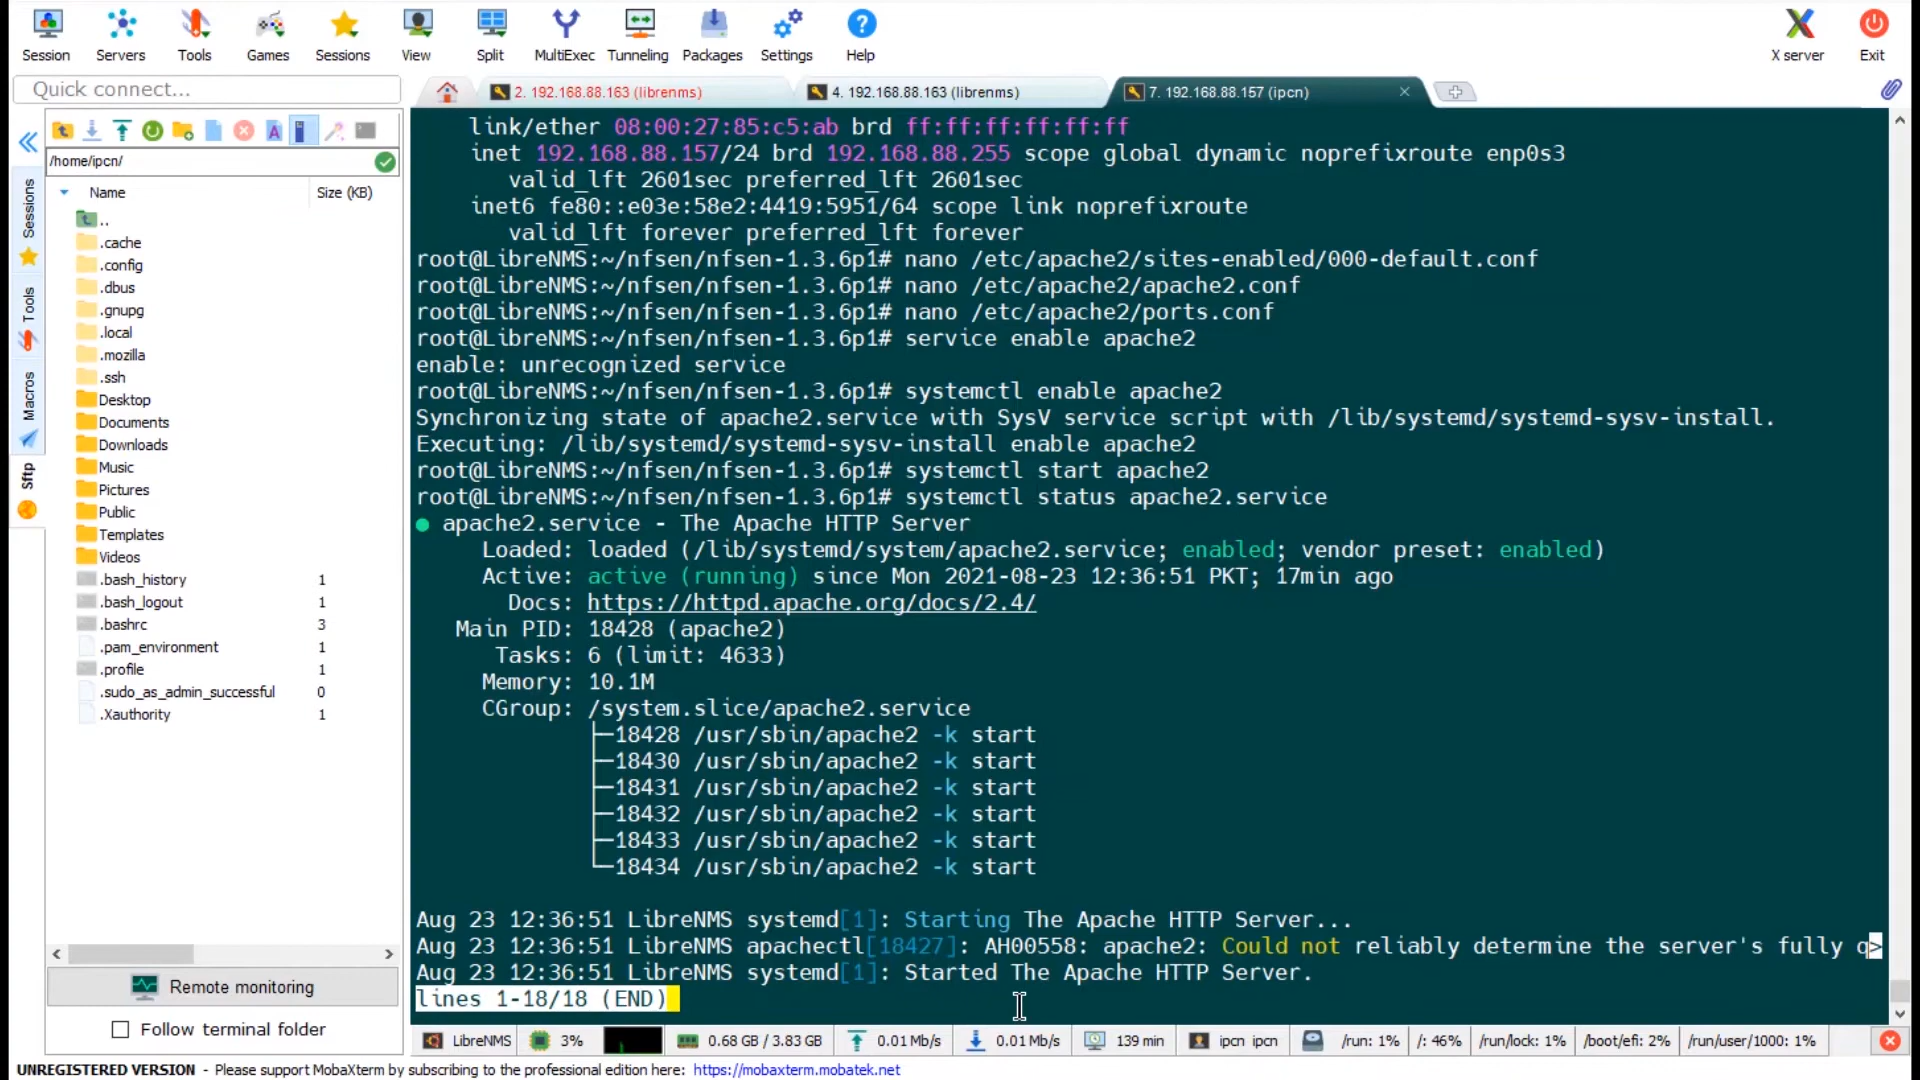 Session Servers Tools Games Sessions View Split MultiExec Tunneling Packages Settings Help X server Exit
Quick connect...
2. 192.168.88.163 (librenms)
4. 192.168.88.163 (librenms)
7. 192.168.88.157 (ipcn)
/home/ipcn/
Name Size (KB)
..
.cache
.config
.dbus
.gnupg
.local
.mozilla
.ssh
Desktop
Documents
Downloads
Music
Pictures
Public
Templates
Videos
.bash_history 1
.bash_logout 1
.bashrc 3
.pam_environment 1
.profile 1
.sudo_as_admin_successful 0
.Xauthority 1
Sessions
Tools
Macros
Sftp
Remote monitoring
Follow terminal folder
link/ether 08:00:27:85:c5:ab brd ff:ff:ff:ff:ff:ff
inet 192.168.88.157/24 brd 192.168.88.255 scope global dynamic noprefixroute enp0s3
valid_lft 2601sec preferred_lft 2601sec
inet6 fe80::e03e:58e2:4419:5951/64 scope link noprefixroute
valid_lft forever preferred_lft forever
root@LibreNMS:~/nfsen/nfsen-1.3.6p1# nano /etc/apache2/sites-enabled/000-default.conf
root@LibreNMS:~/nfsen/nfsen-1.3.6p1# nano /etc/apache2/apache2.conf
root@LibreNMS:~/nfsen/nfsen-1.3.6p1# nano /etc/apache2/ports.conf
root@LibreNMS:~/nfsen/nfsen-1.3.6p1# service enable apache2
enable: unrecognized service
root@LibreNMS:~/nfsen/nfsen-1.3.6p1# systemctl enable apache2
Synchronizing state of apache2.service with SysV service script with /lib/systemd/systemd-sysv-install.
Executing: /lib/systemd/systemd-sysv-install enable apache2
root@LibreNMS:~/nfsen/nfsen-1.3.6p1# systemctl start apache2
root@LibreNMS:~/nfsen/nfsen-1.3.6p1# systemctl status apache2.service
● apache2.service - The Apache HTTP Server
Loaded: loaded (/lib/systemd/system/apache2.service; enabled; vendor preset: enabled)
Active: active (running) since Mon 2021-08-23 12:36:51 PKT; 17min ago
Docs: https://httpd.apache.org/docs/2.4/
Main PID: 18428 (apache2)
Tasks: 6 (limit: 4633)
Memory: 10.1M
CGroup: /system.slice/apache2.service
├─18428 /usr/sbin/apache2 -k start
├─18430 /usr/sbin/apache2 -k start
├─18431 /usr/sbin/apache2 -k start
├─18432 /usr/sbin/apache2 -k start
├─18433 /usr/sbin/apache2 -k start
└─18434 /usr/sbin/apache2 -k start
Aug 23 12:36:51 LibreNMS systemd[1]: Starting The Apache HTTP Server...
Aug 23 12:36:51 LibreNMS apachectl[18427]: AH00558: apache2: Could not reliably determine the server's fully q>
Aug 23 12:36:51 LibreNMS systemd[1]: Started The Apache HTTP Server.
lines 1-18/18 (END)
LibreNMS 3% 0.68 GB / 3.83 GB 0.01 Mb/s 0.01 Mb/s 139 min ipcn ipcn /run: 1% /: 46% /run/lock: 1% /boot/efi: 2% /run/user/1000: 1%
UNREGISTERED VERSION - Please support MobaXterm by subscribing to the professional edition here: https://mobaxterm.mobatek.net